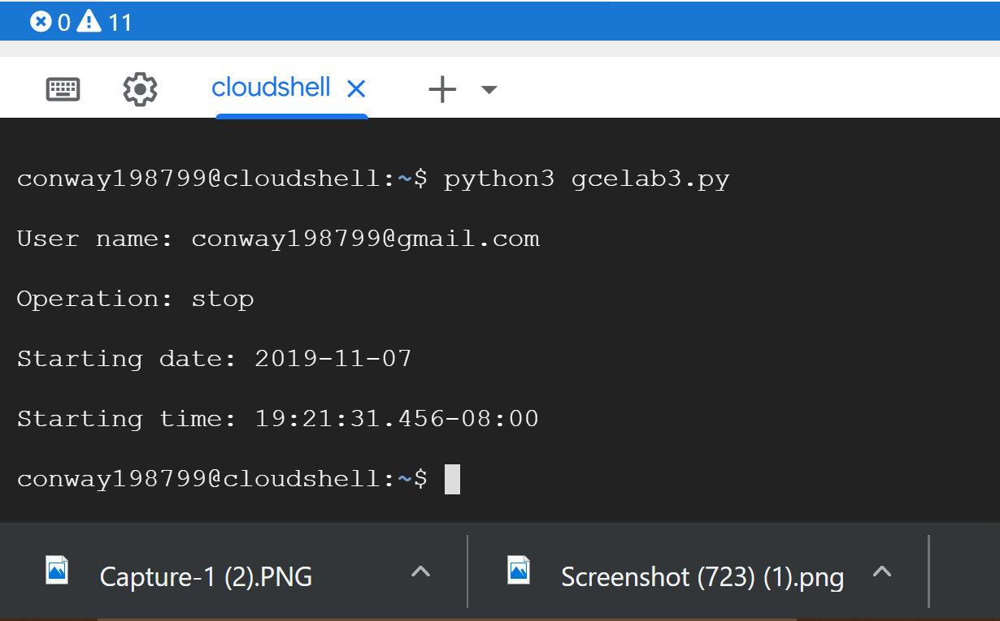 0 11
cloudshell
conway198799@cloudshell:~$ python3 gcelab3.py
User name: conway198799@gmail.com
Operation: stop
Starting date: 2019-11-07
Starting time: 19:21:31.456-08:00
conway198799@cloudshell:~$
Capture-1 (2).PNG Screenshot (723) (1).png